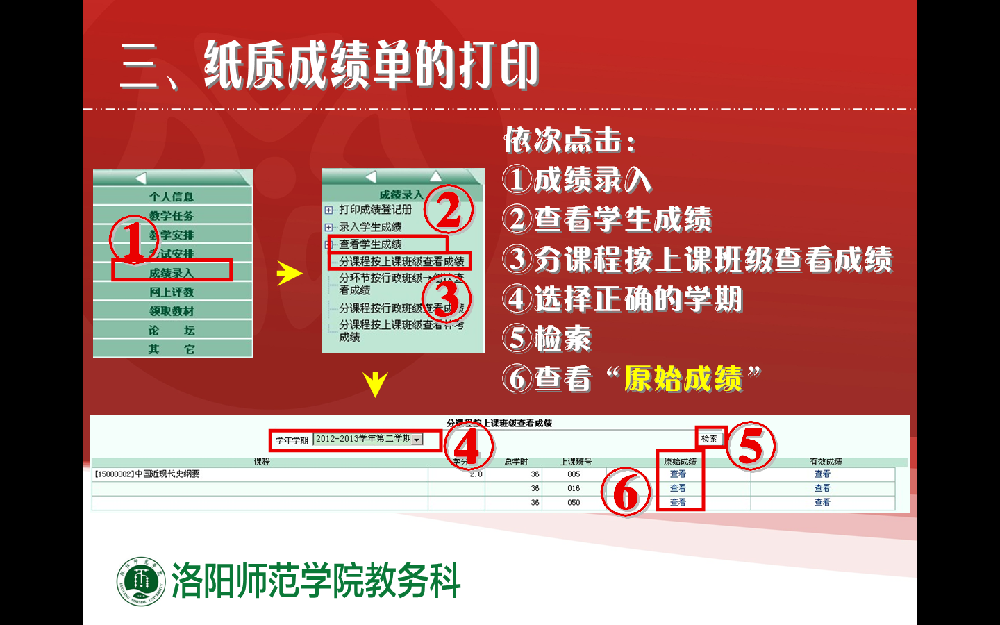 三、纸质成绩单的打印
依次点击：
①成绩录入
②查看学生成绩
③分课程按上课班级查看成绩
④选择正确的学期
⑤检索
⑥查看“原始成绩”
个人信息
教学任务
教学安排
考试安排
成绩录入
网上评教
领取教材
论 坛
其 它
①
成绩录入
打印成绩登记册
录入学生成绩
查看学生成绩
分课程按上课班级查看成绩
分环节按行政班级
看成绩
分课程按行政班级查看成绩
分课程按上课班级查看补考
成绩
②
③
分课程按上课班级查看成绩
学年学期 2012-2013学年第二学期 检索
④
⑤
课程 学分 总学时 上课班号 原始成绩 有效成绩
[15000002]中国近现代史纲要 2.0 36 005 查看 查看
36 016 查看 查看
36 050 查看 查看
⑥
洛阳师范学院教务科